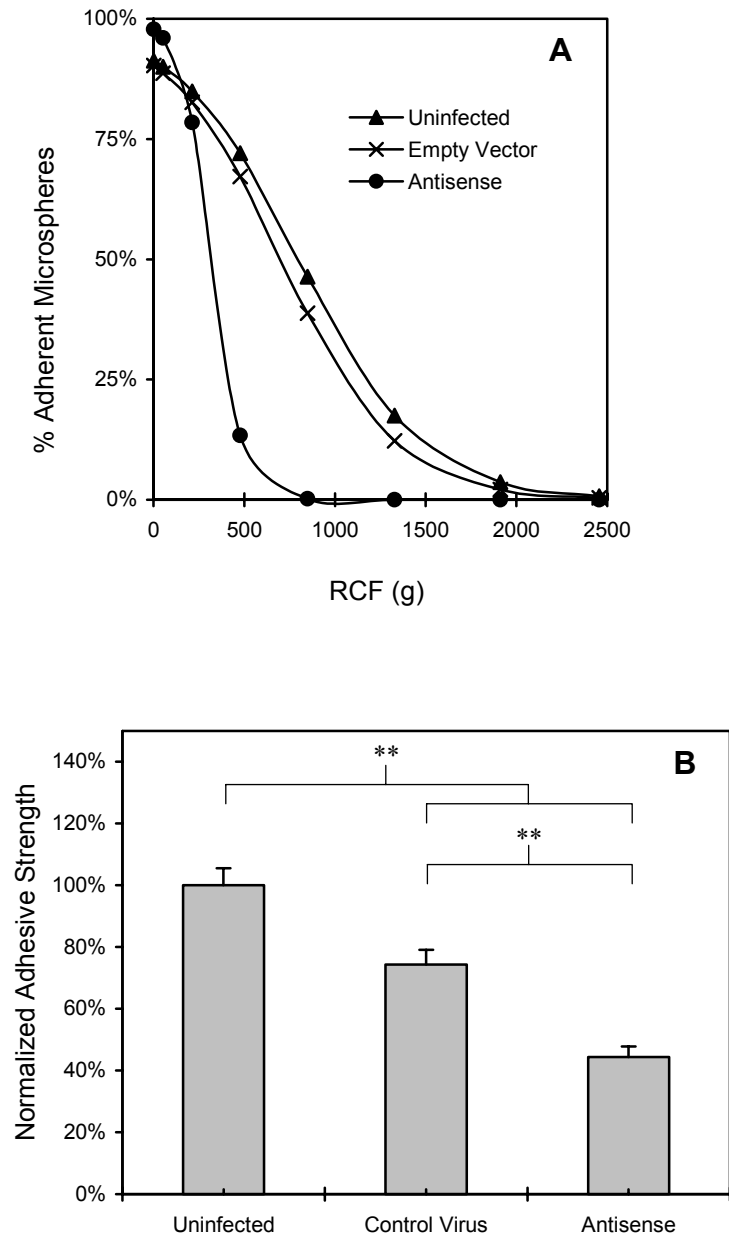 100%
A
Uninfected
Empty Vector
Antisense
75%
50%
25%
0%
% Adherent Microspheres
0 500 1000 1500 2000 2500
RCF (g)
B
**
**
140%
120%
100%
80%
60%
40%
20%
0%
Normalized Adhesive Strength
Uninfected Control Virus Antisense